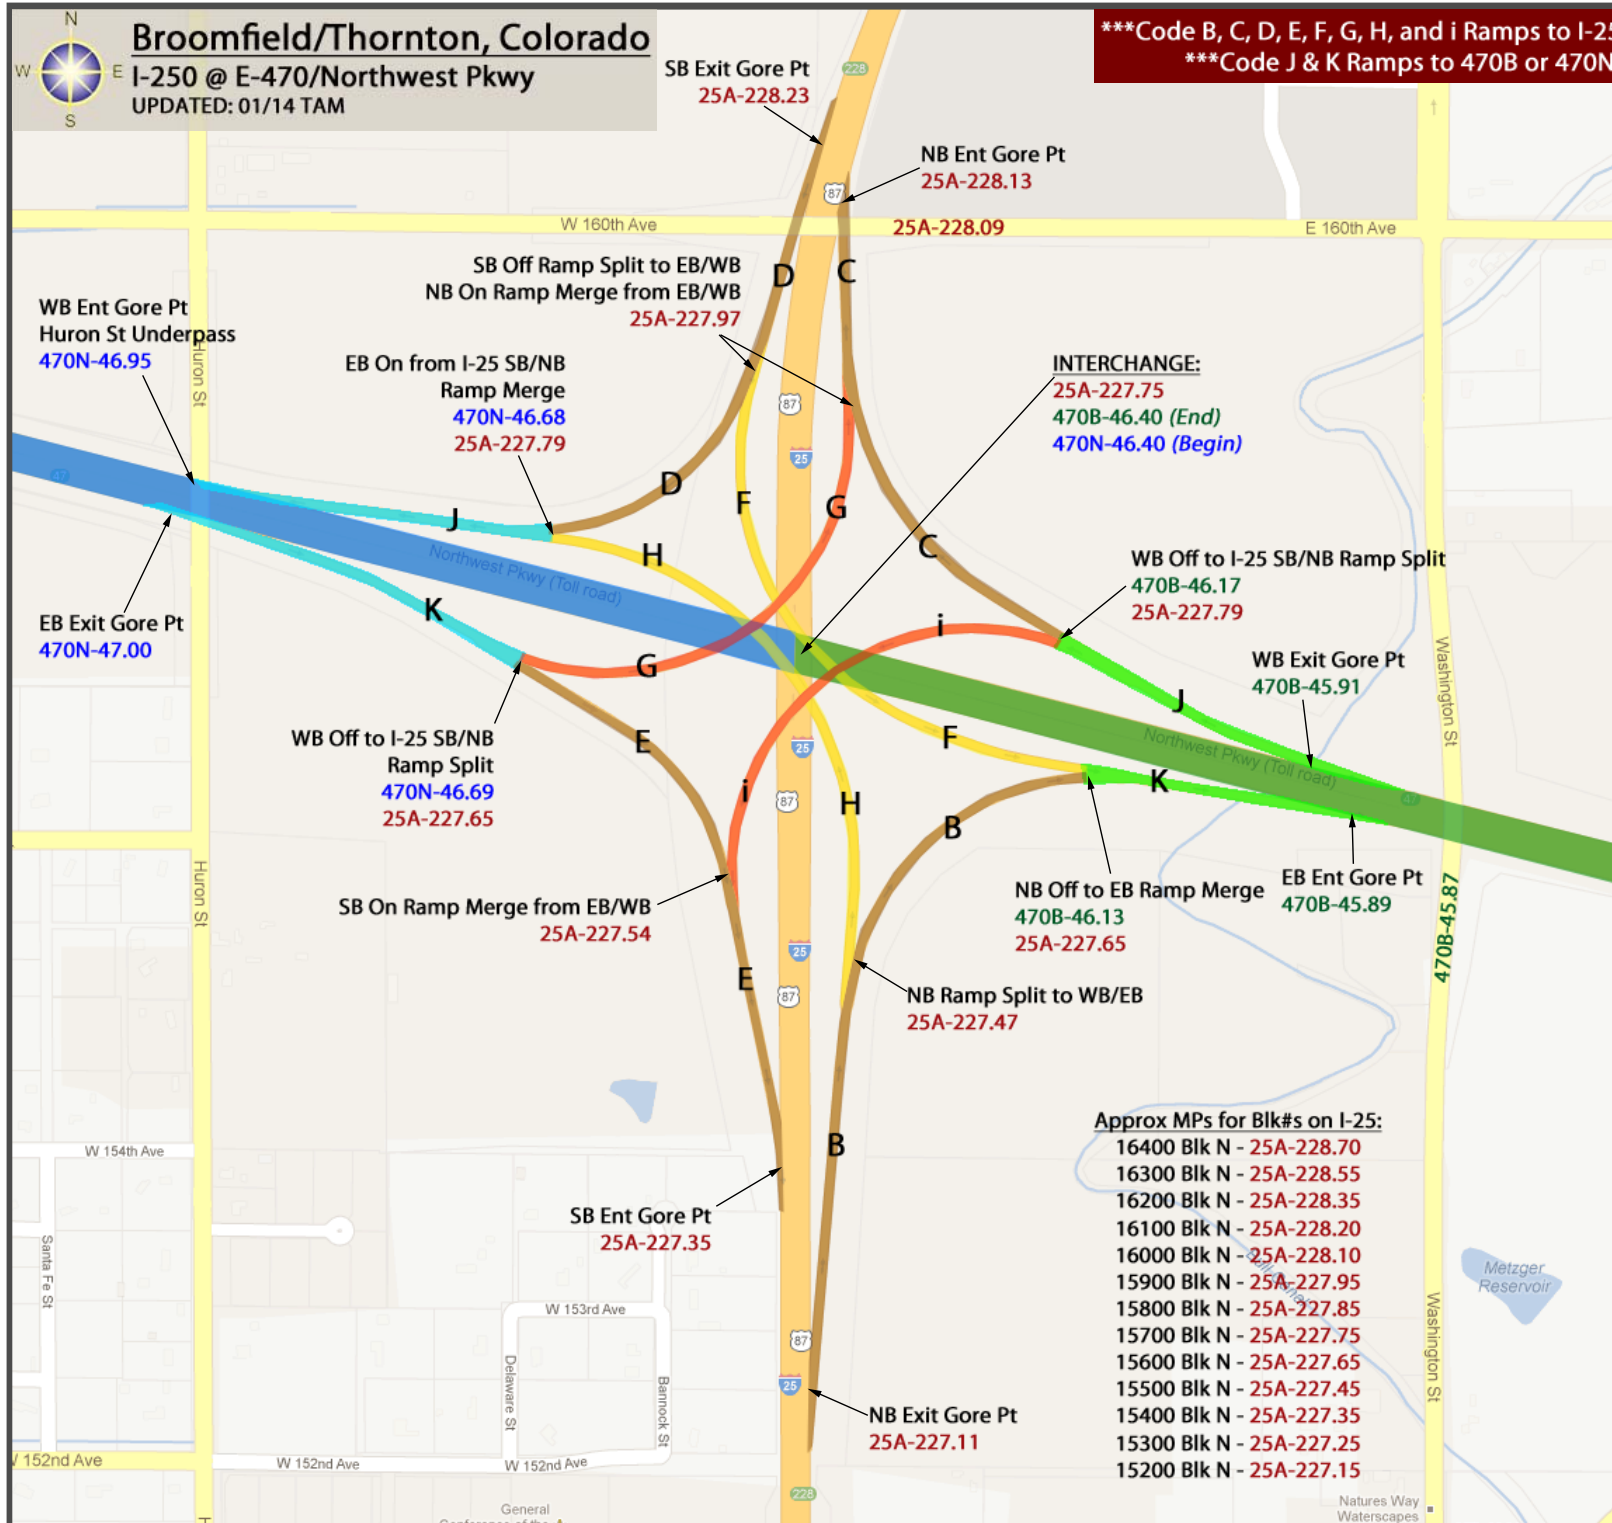 N
W E
S
Broomfield/Thornton, Colorado
I-250 @ E-470/Northwest Pkwy
UPDATED: 01/14 TAM
***Code B, C, D, E, F, G, H, and i Ramps to I-25
***Code J & K Ramps to 470B or 470N
SB Exit Gore Pt
25A-228.23
228
NB Ent Gore Pt
25A-228.13
87
W 160th Ave
25A-228.09
E 160th Ave
SB Off Ramp Split to EB/WB
NB On Ramp Merge from EB/WB
25A-227.97
D
C
WB Ent Gore Pt
Huron St Underpass
470N-46.95
Huron St
EB On from I-25 SB/NB
Ramp Merge
470N-46.68
25A-227.79
INTERCHANGE:
25A-227.75
470B-46.40 (End)
470N-46.40 (Begin)
87
25
47
D
F
G
J
H
C
Northwest Pkwy (Toll road)
WB Off to I-25 SB/NB Ramp Split
470B-46.17
25A-227.79
EB Exit Gore Pt
470N-47.00
K
i
G
WB Exit Gore Pt
470B-45.91
Washington St
J
WB Off to I-25 SB/NB
Ramp Split
470N-46.69
25A-227.65
E
F
25
Northwest Pkwy (Toll road)
K
47
i
87
H
B
Huron St
SB On Ramp Merge from EB/WB
25A-227.54
NB Off to EB Ramp Merge
470B-46.13
25A-227.65
EB Ent Gore Pt
470B-45.89
470B-45.87
25
E
87
NB Ramp Split to WB/EB
25A-227.47
W 154th Ave
B
SB Ent Gore Pt
25A-227.35
Approx MPs for Blk#s on I-25:
16400 Blk N - 25A-228.70
16300 Blk N - 25A-228.55
16200 Blk N - 25A-228.35
16100 Blk N - 25A-228.20
16000 Blk N - 25A-228.10
15900 Blk N - 25A-227.95
15800 Blk N - 25A-227.85
15700 Blk N - 25A-227.75
15600 Blk N - 25A-227.65
15500 Blk N - 25A-227.45
15400 Blk N - 25A-227.35
15300 Blk N - 25A-227.25
15200 Blk N - 25A-227.15
Santa Fe St
Metzger
Reservoir
W 153rd Ave
Delaware St
Bannock St
87
25
Washington St
NB Exit Gore Pt
25A-227.11
W 152nd Ave
W 152nd Ave
W 152nd Ave
228
General
Natures Way
Waterscapes
H